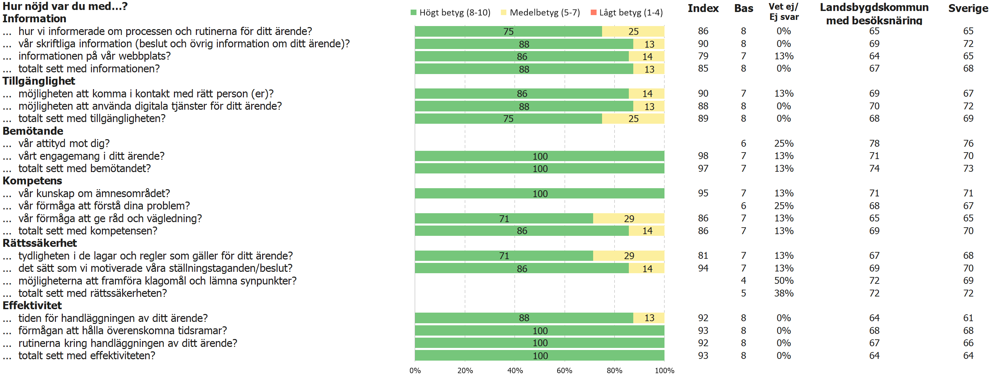 Hur nöjd var du med...?
Högt betyg (8-10) Medelbetyg (5-7) Lågt betyg (1-4) Index Bas Vet ej/ Ej svar Landsbygdskommun med besöksnäring Sverige
Information
... hur vi informerade om processen och rutinerna för ditt ärende? 75 25 86 8 0% 65 65
... vår skriftliga information (beslut och övrig information om ditt ärende)? 88 13 90 8 0% 69 72
... informationen på vår webbplats? 86 14 79 7 13% 64 65
... totalt sett med informationen? 88 13 85 8 0% 67 68
Tillgänglighet
... möjligheten att komma i kontakt med rätt person (er)? 86 14 90 7 13% 69 67
... möjligheten att använda digitala tjänster för ditt ärende? 88 13 88 8 0% 70 72
... totalt sett med tillgängligheten? 75 25 89 8 0% 68 69
Bemötande
... vår attityd mot dig? 6 25% 78 76
... vårt engagemang i ditt ärende? 100 98 7 13% 71 70
... totalt sett med bemötandet? 100 97 7 13% 74 73
Kompetens
... vår kunskap om ämnesområdet? 100 95 7 13% 71 71
... vår förmåga att förstå dina problem? 6 25% 68 67
... vår förmåga att ge råd och vägledning? 71 29 86 7 13% 65 65
... totalt sett med kompetensen? 86 14 86 7 13% 69 70
Rättssäkerhet
... tydligheten i de lagar och regler som gäller för ditt ärende? 71 29 81 7 13% 67 68
... det sätt som vi motiverade våra ställningstaganden/beslut? 86 14 94 7 13% 69 70
... möjligheterna att framföra klagomål och lämna synpunkter? 4 50% 72 69
... totalt sett med rättssäkerheten? 5 38% 72 72
Effektivitet
... tiden för handläggningen av ditt ärende? 88 13 92 8 0% 64 61
... förmågan att hålla överenskomna tidsramar? 100 93 8 0% 68 68
... rutinerna kring handläggningen av ditt ärende? 100 92 8 0% 67 66
... totalt sett med effektiviteten? 100 93 8 0% 64 64
0% 20% 40% 60% 80% 100%